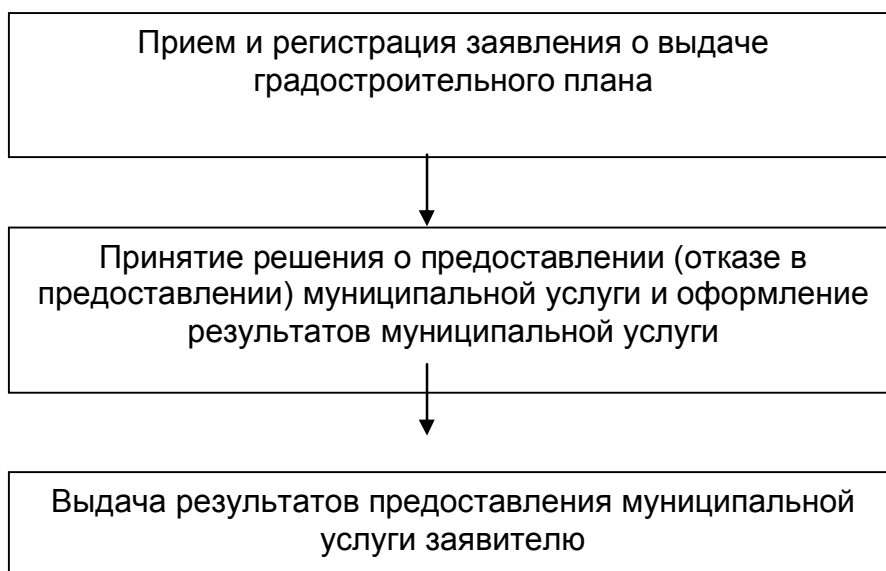 Прием и регистрация заявления о выдаче
градостроительного плана
Принятие решения о предоставлении (отказе в
предоставлении) муниципальной услуги и оформление
результатов муниципальной услуги
Выдача результатов предоставления муниципальной
услуги заявителю